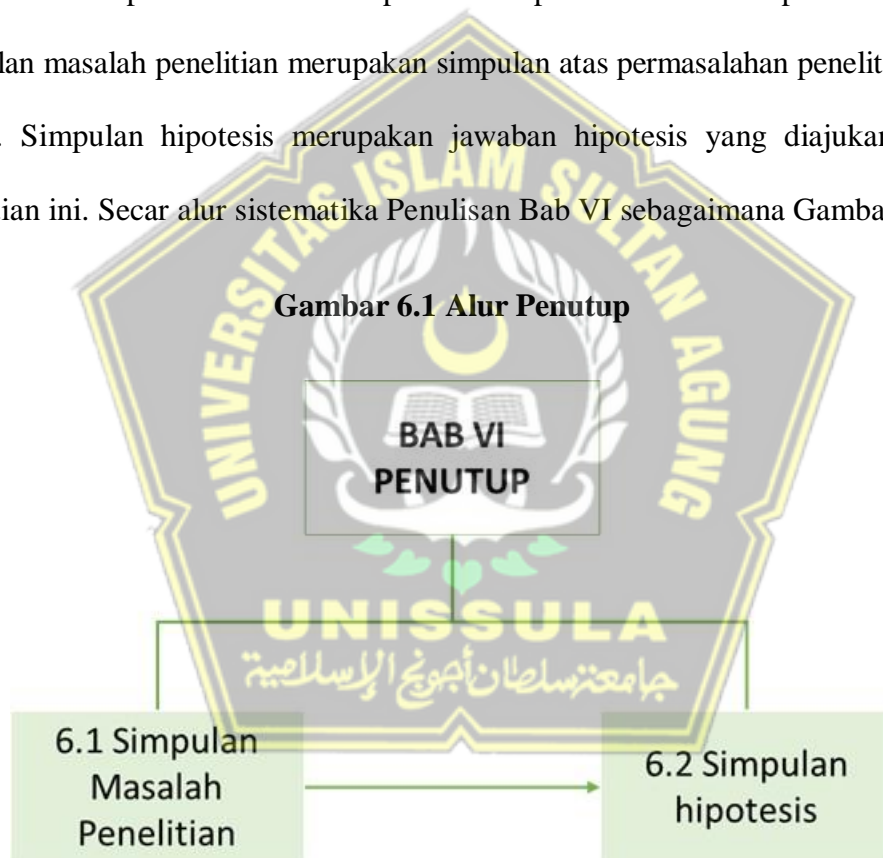 lan masalah penelitian merupakan simpulan atas permasalahan penelit
. Simpulan hipotesis merupakan jawaban hipotesis yang diajukan
ian ini. Secar alur sistematika Penulisan Bab VI sebagaimana Gamba
Gambar 6.1 Alur Penutup
UNIVERSITAS ISLAM SULTAN AGUNG
BAB VI
PENUTUP
UNISSULA
جامعة سلطان أجونج الإسلامية
6.1 Simpulan
Masalah
Penelitian
6.2 Simpulan
hipotesis